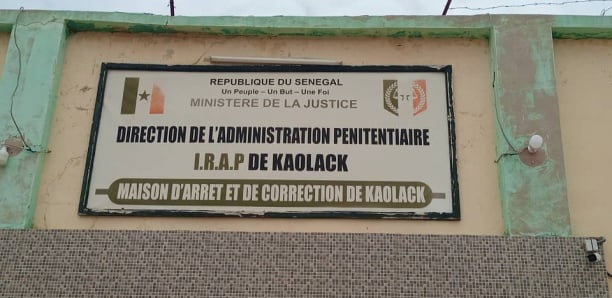 REPUBLIQUE DU SENEGAL
Un Peuple – Un But – Une Foi
MINISTERE DE LA JUSTICE
DIRECTION DE L'ADMINISTRATION PENITENTIAIRE
I.R.A.P DE KAOLACK
MAISON D'ARRET ET DE CORRECTION DE KAOLACK